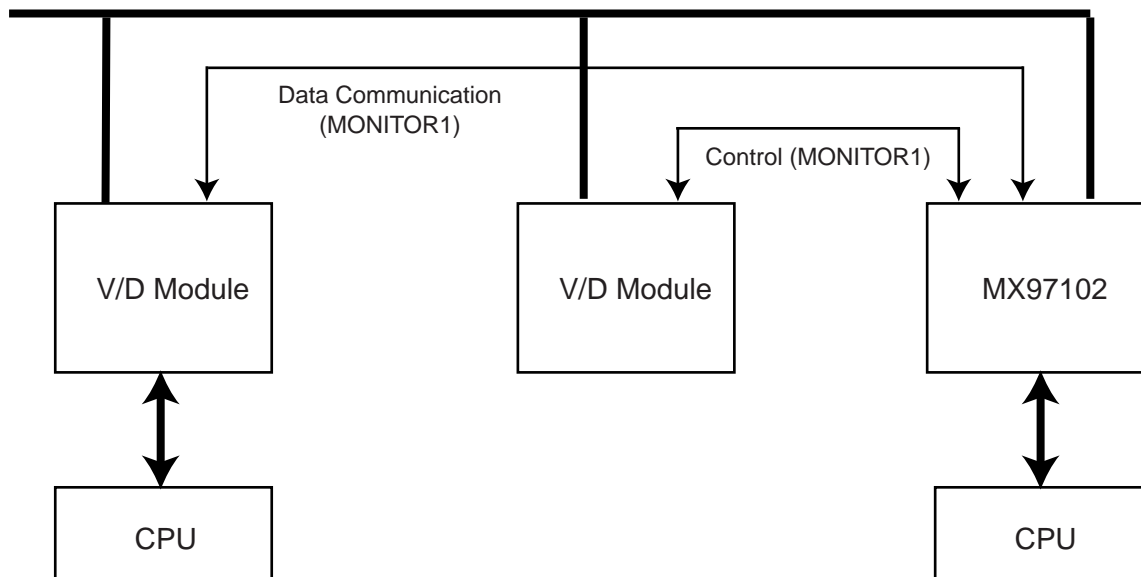 Data Communication
(MONITOR1)
Control (MONITOR1)
V/D Module
V/D Module
MX97102
CPU
CPU